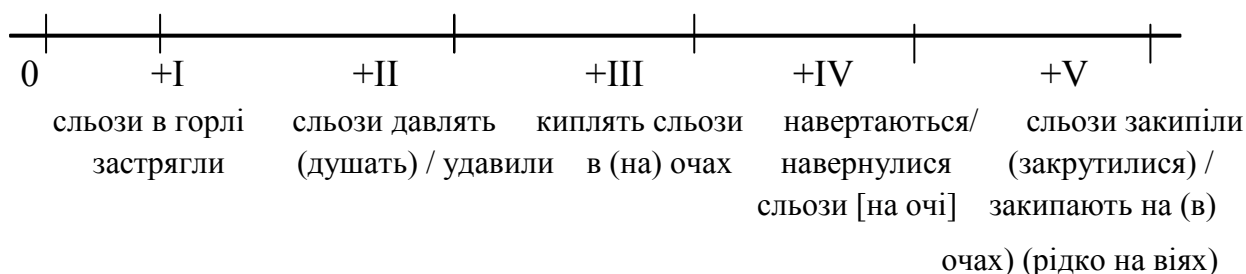 0 +I +II +III +IV +V
сльози в горлі сльози давлять киплять сльози навертаються/ сльози закипіли
застрягли (душать) / удавили в (на) очах навернулися (закрутилися) /
сльози [на очі] закипають на (в)
очах) (рідко на віях)